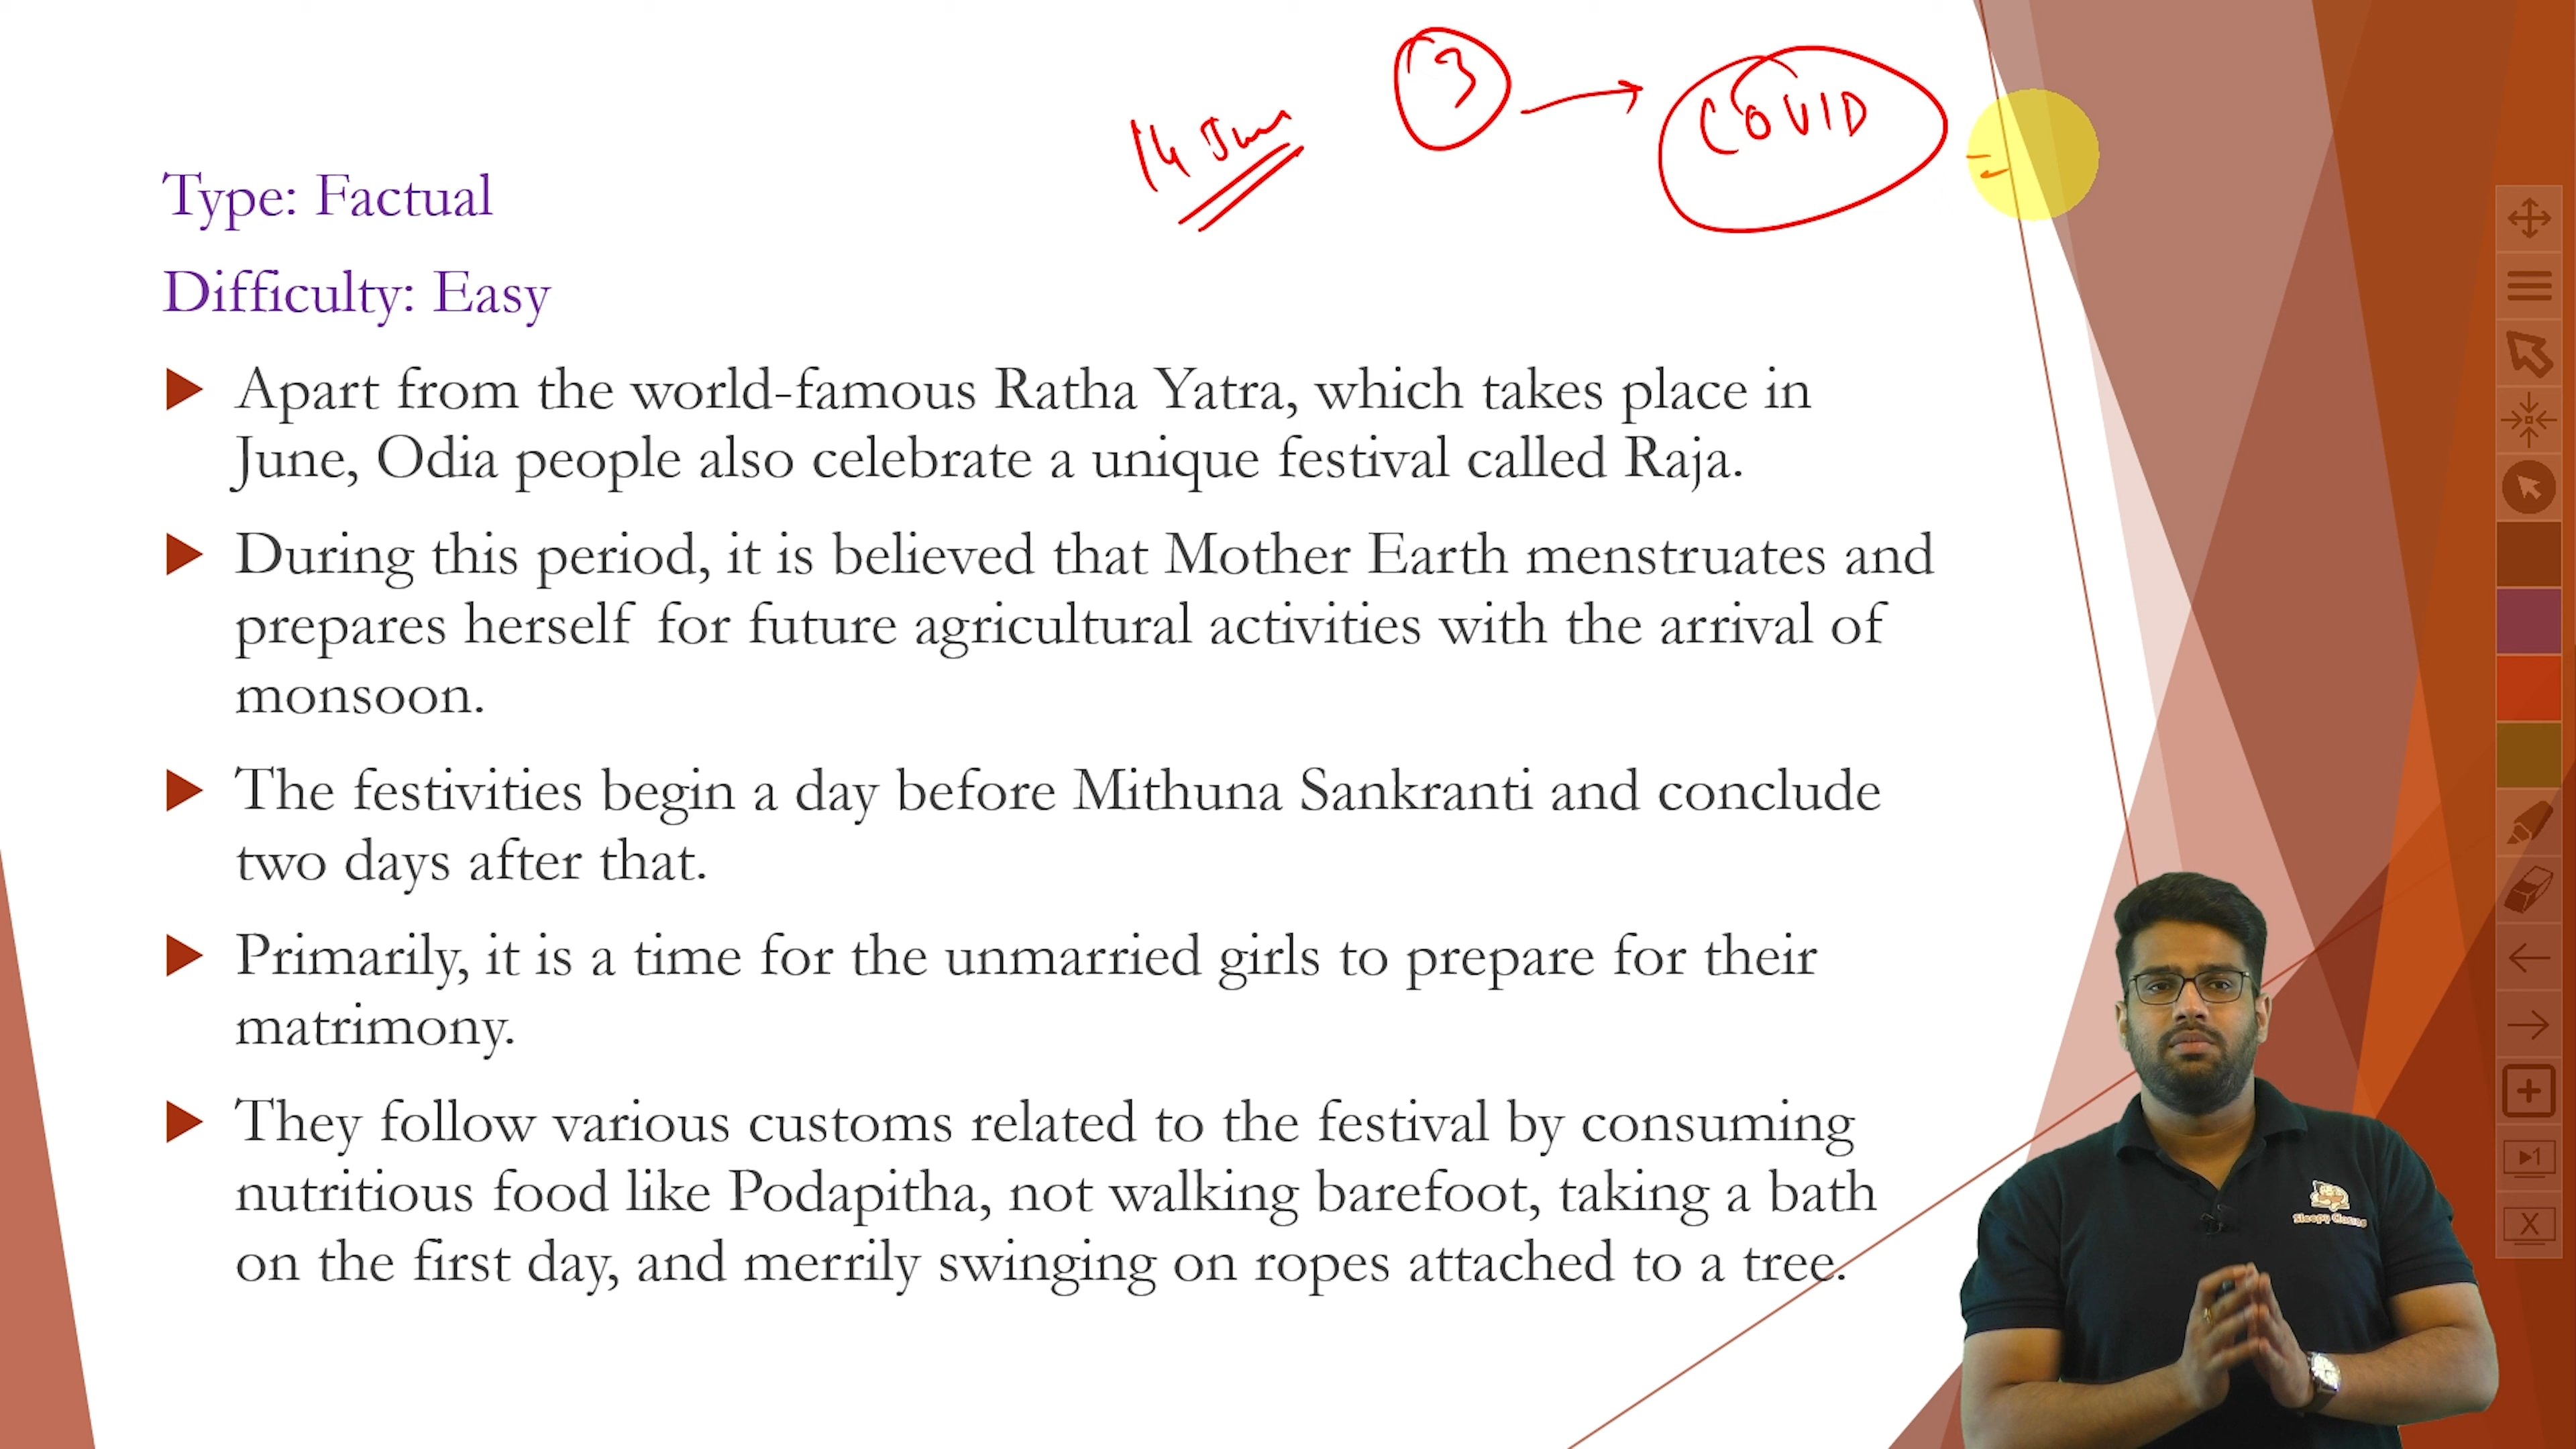 3
COVID
14 June
Type: Factual
Difficulty: Easy
Apart from the world-famous Ratha Yatra, which takes place in
June, Odia people also celebrate a unique festival called Raja.
During this period, it is believed that Mother Earth menstruates and
prepares herself for future agricultural activities with the arrival of
monsoon.
The festivities begin a day before Mithuna Sankranti and conclude
two days after that.
Primarily, it is a time for the unmarried girls to prepare for their
matrimony.
They follow various customs related to the festival by consuming
nutritious food like Podapitha, not walking barefoot, taking a bath
on the first day, and merrily swinging on ropes attached to a tree.
Sleepy Classes